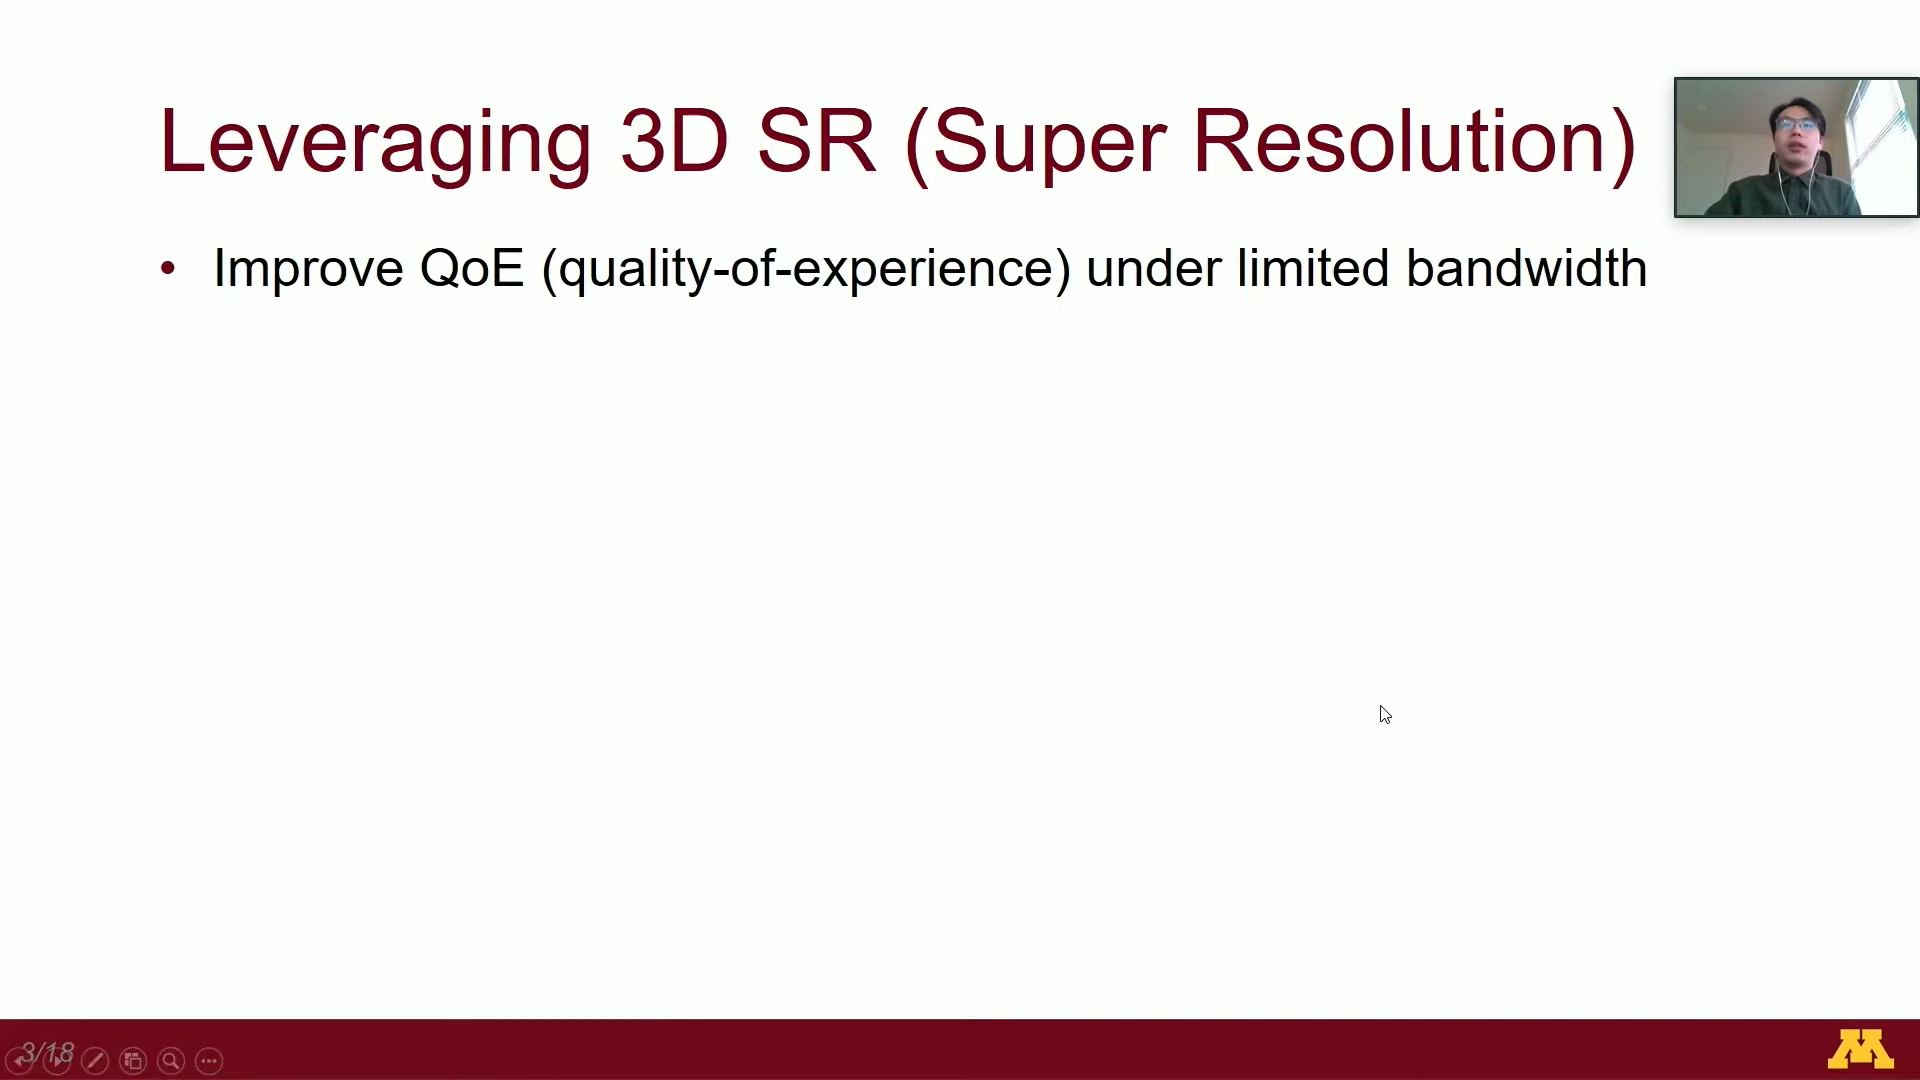 Leveraging 3D SR (Super Resolution)
• Improve QoE (quality-of-experience) under limited bandwidth
3/18
M